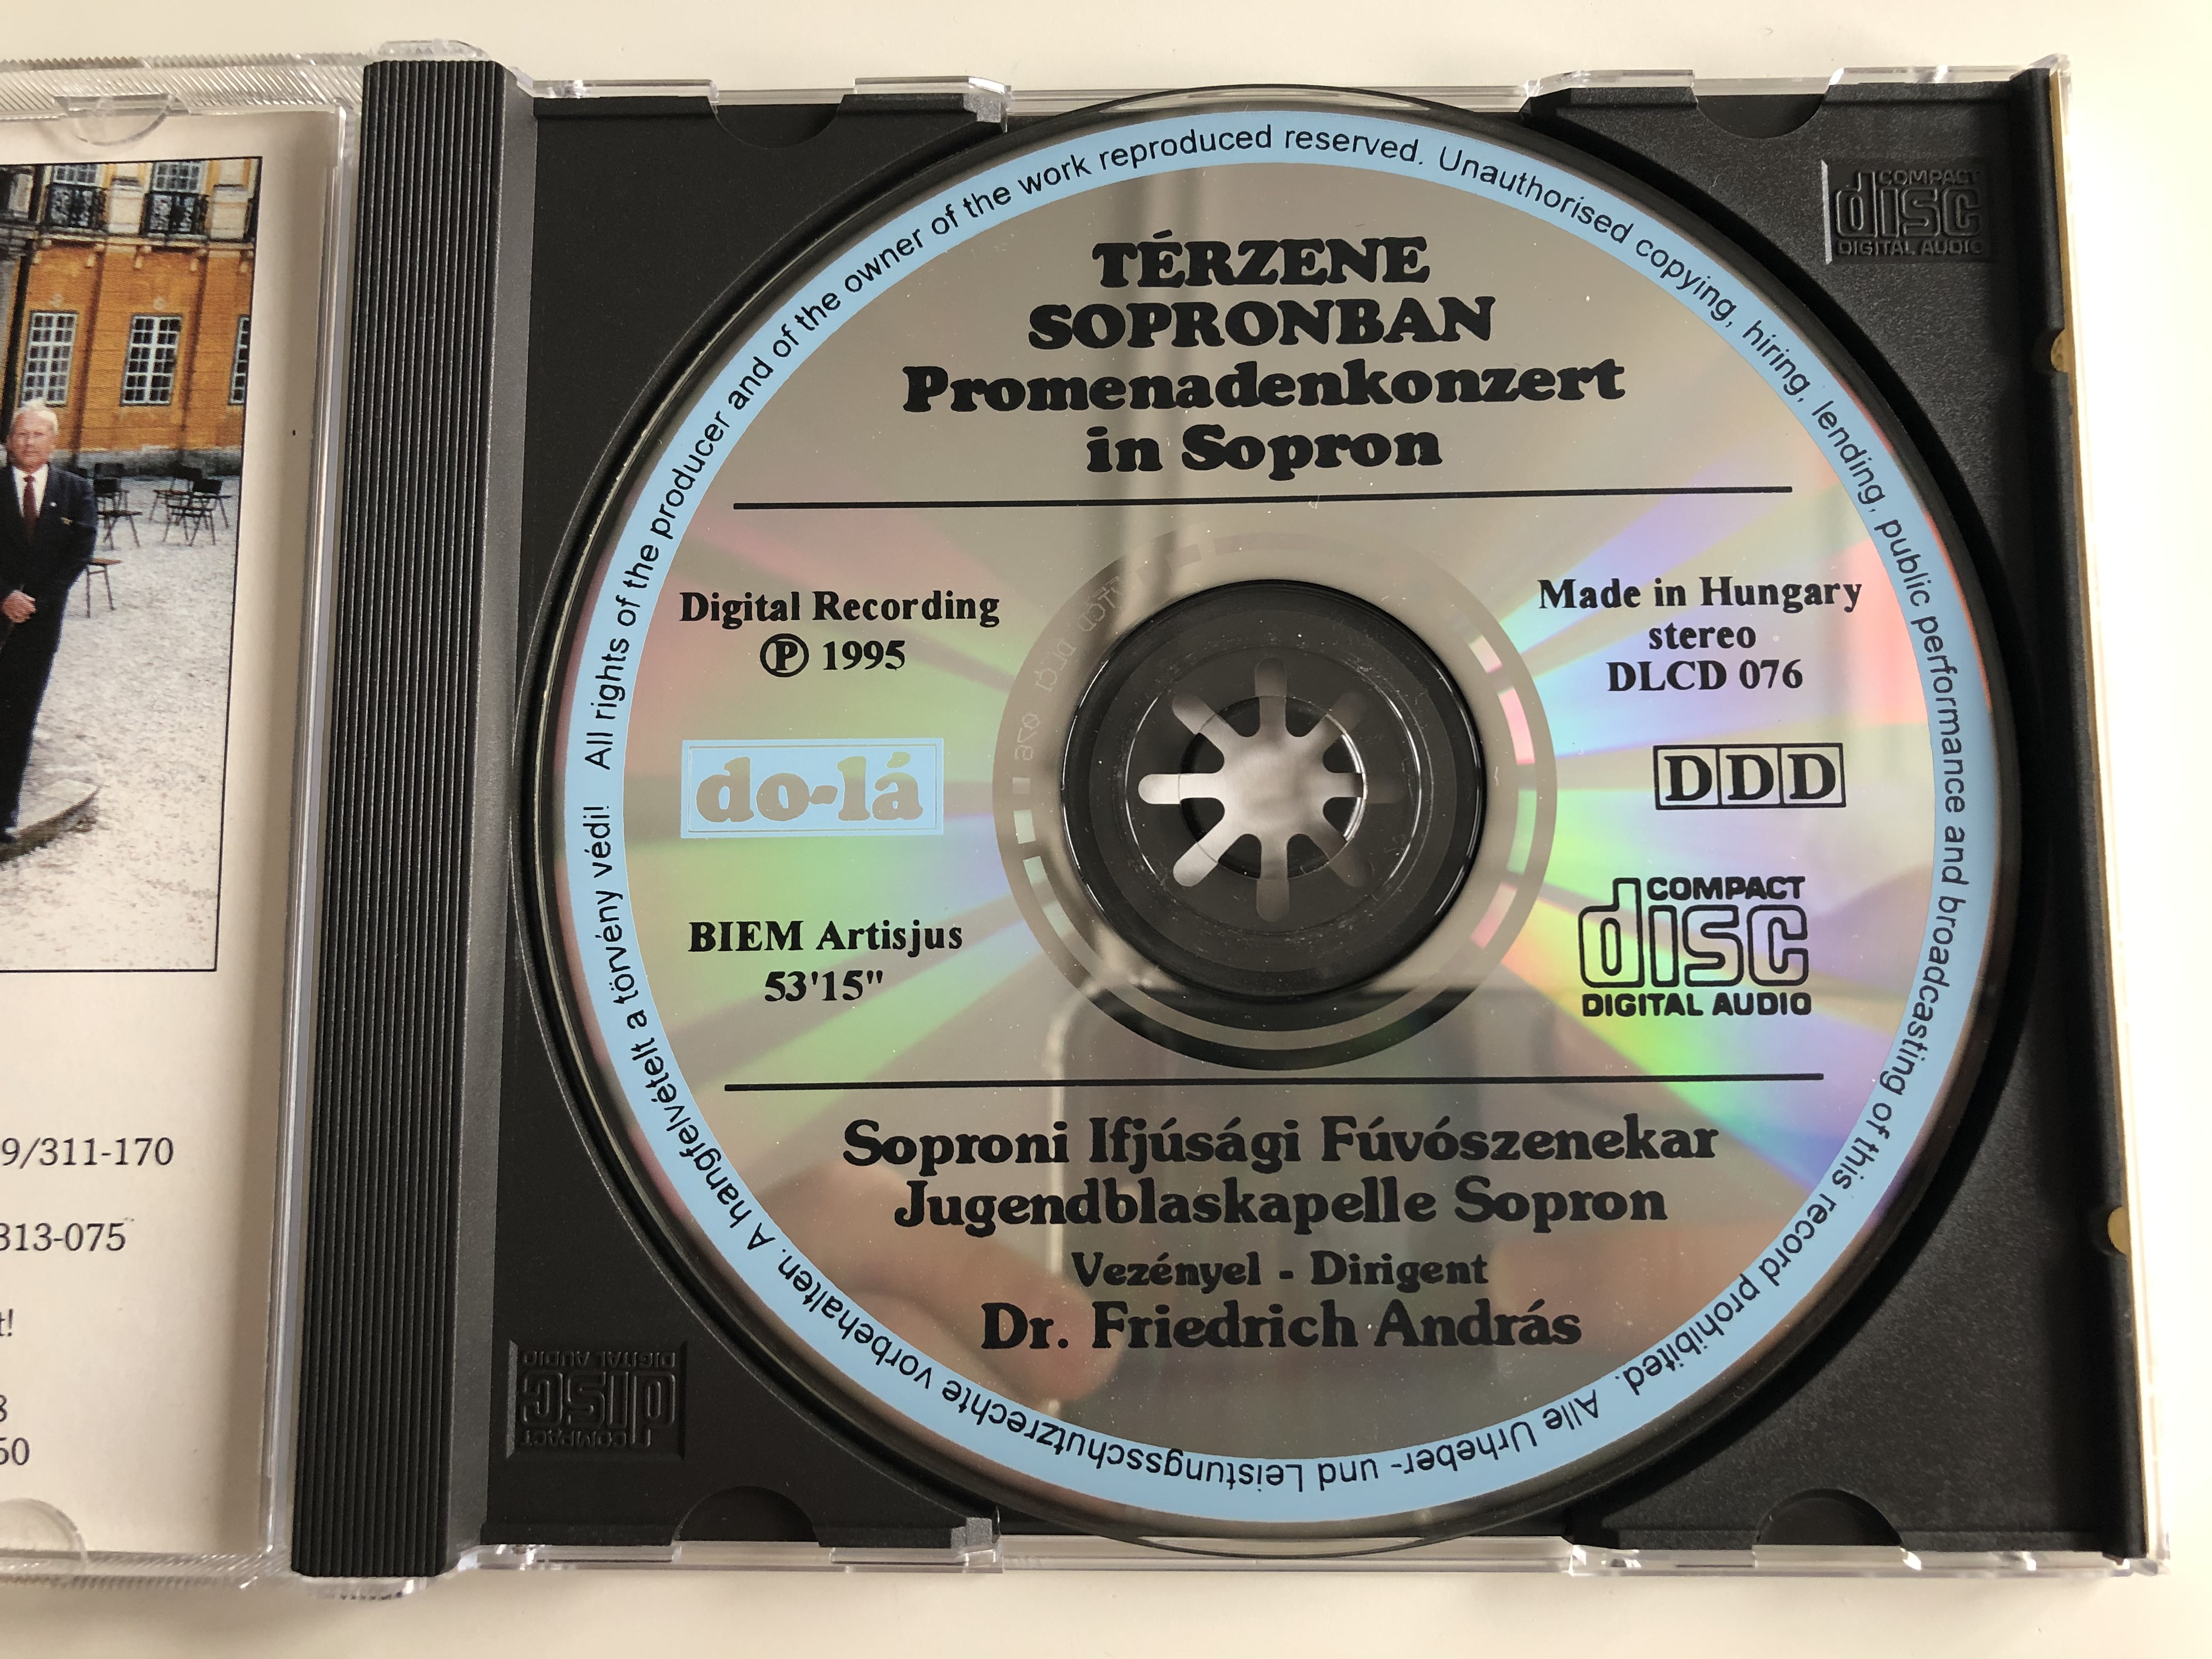 TÉRZENE
SOPRONBAN
Promenadenkonzert
in Sopron
Digital Recording
Ⓟ 1995
do-lá
BIEM Artisjus
53'15"
Made in Hungary
stereo
DLCD 076
DDD
COMPACT
disc
DIGITAL AUDIO
Soproni Ifjúsági Fúvószenekar
Jugendblaskapelle Sopron
Vezényel - Dirigent
Dr. Friedrich András
All rights of the producer and of the owner of the work reproduced reserved. Unauthorised copying, hiring, lending, public performance and broadcasting of this record prohibited. Alle Urheber- und Leistungsschutzrechte vorbehalten. A hangfelvételt a törvény védi!
COMPACT
disc
DIGITAL AUDIO
COMPACT
disc
DIGITAL AUDIO
9/311-170
313-075
t!
8
50